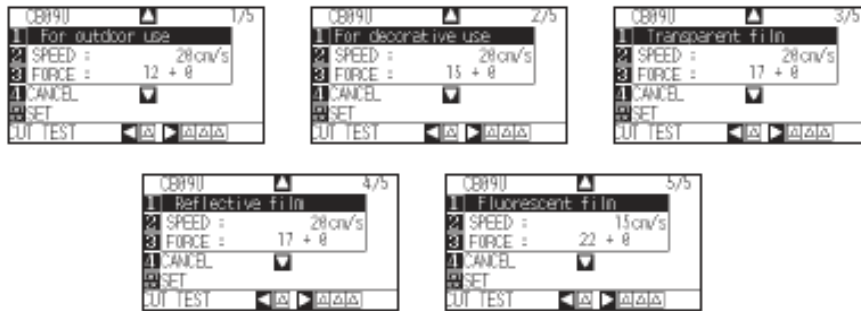 CB09U 1/5
1 For outdoor use
2 SPEED : 20cm/s
3 FORCE : 12 + 0
4 CANCEL
SET
CUT TEST
CB09U 2/5
1 For decorative use
2 SPEED : 20cm/s
3 FORCE : 15 + 0
4 CANCEL
SET
CUT TEST
CB09U 3/5
1 Transparent film
2 SPEED : 20cm/s
3 FORCE : 17 + 0
4 CANCEL
SET
CUT TEST
CB09U 4/5
1 Reflective film
2 SPEED : 20cm/s
3 FORCE : 17 + 0
4 CANCEL
SET
CUT TEST
CB09U 5/5
1 Fluorescent film
2 SPEED : 15cm/s
3 FORCE : 22 + 0
4 CANCEL
SET
CUT TEST